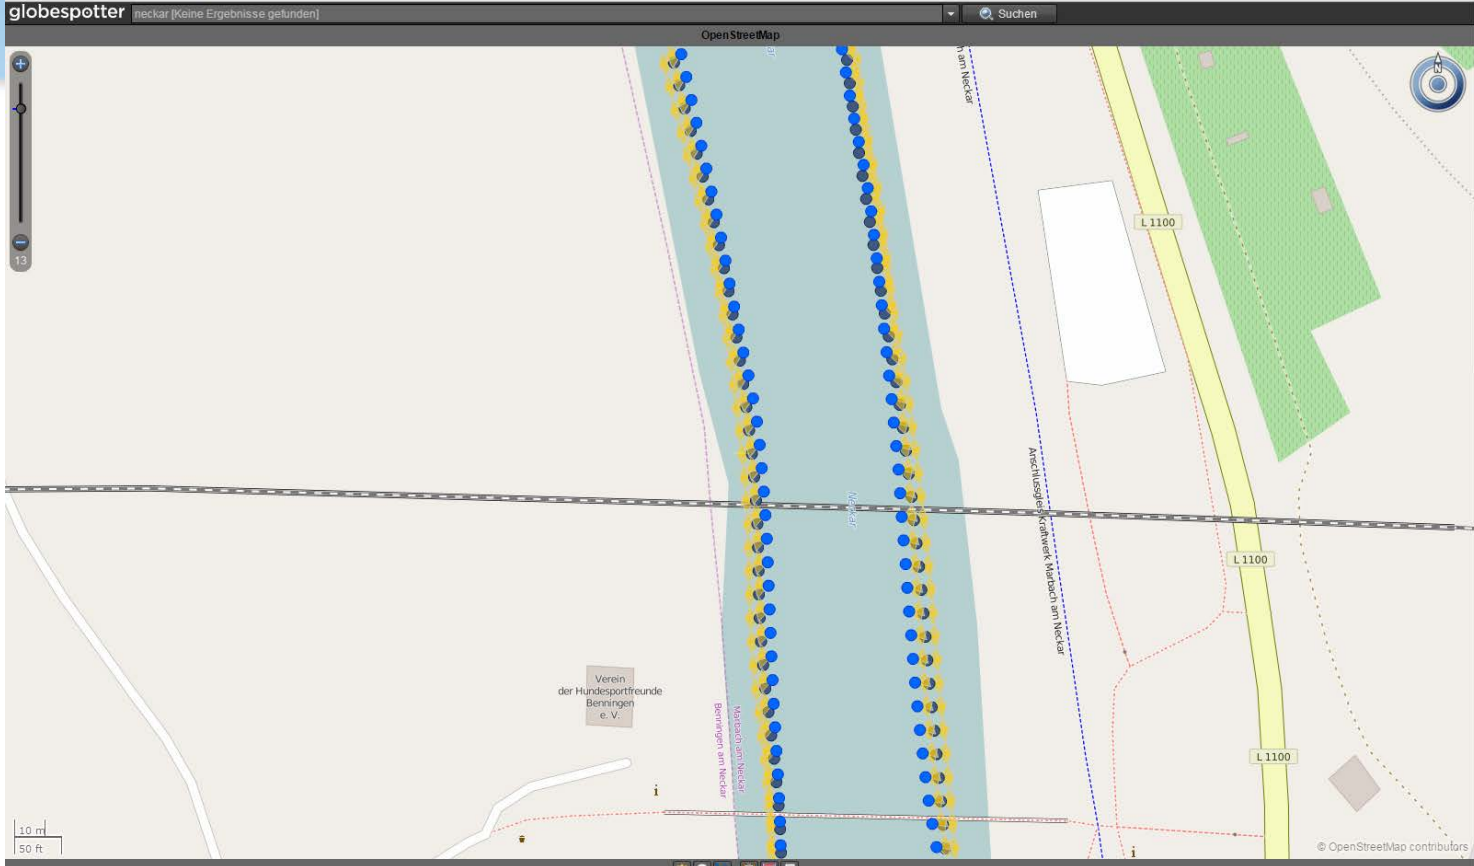 globespotter
neckar [Keine Ergebnisse gefunden]
Suchen
OpenStreetMap
N
13
ar
h am Neckar
L 1100
Neckar
Anschlussgleis Kraftwerk Marbach am Neckar
L 1100
Verein
der Hundesportfreunde
Benningen
e. V.
Marbach am Neckar
Benningen am Neckar
L 1100
i
i
10 m
50 ft
© OpenStreetMap contributors